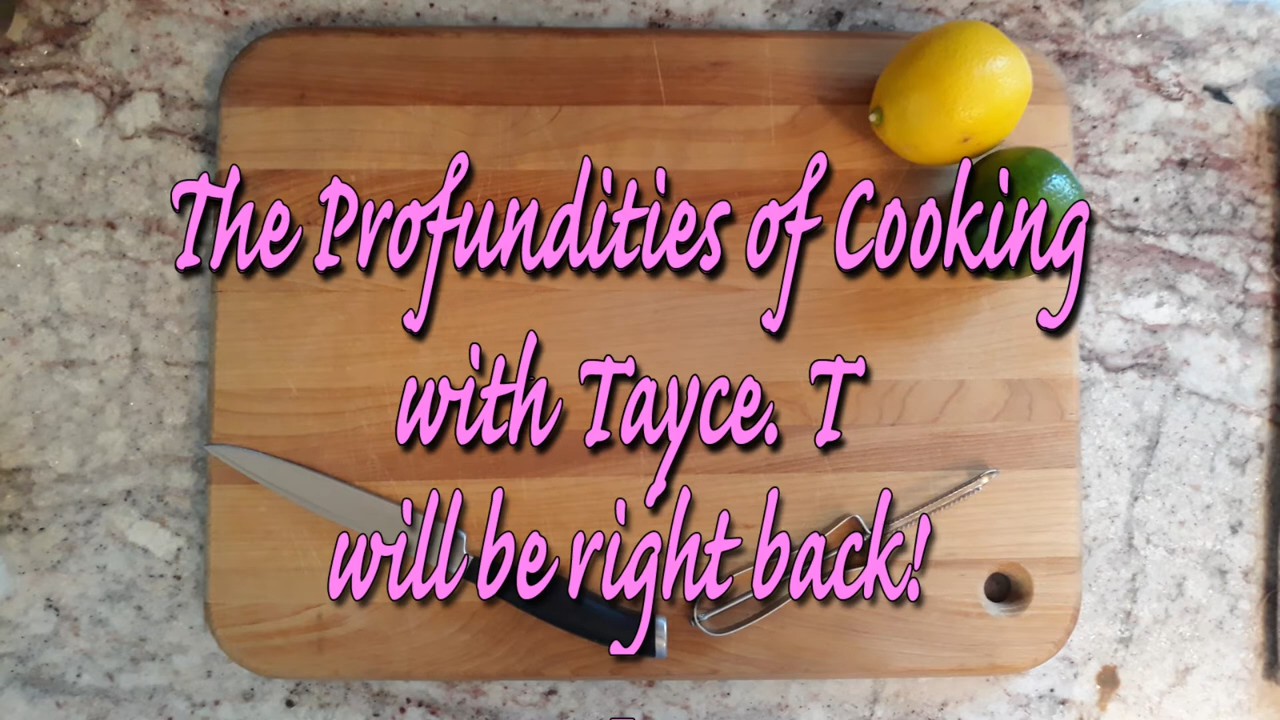 The Profundities of Cooking
with Tayce. T
will be right back!